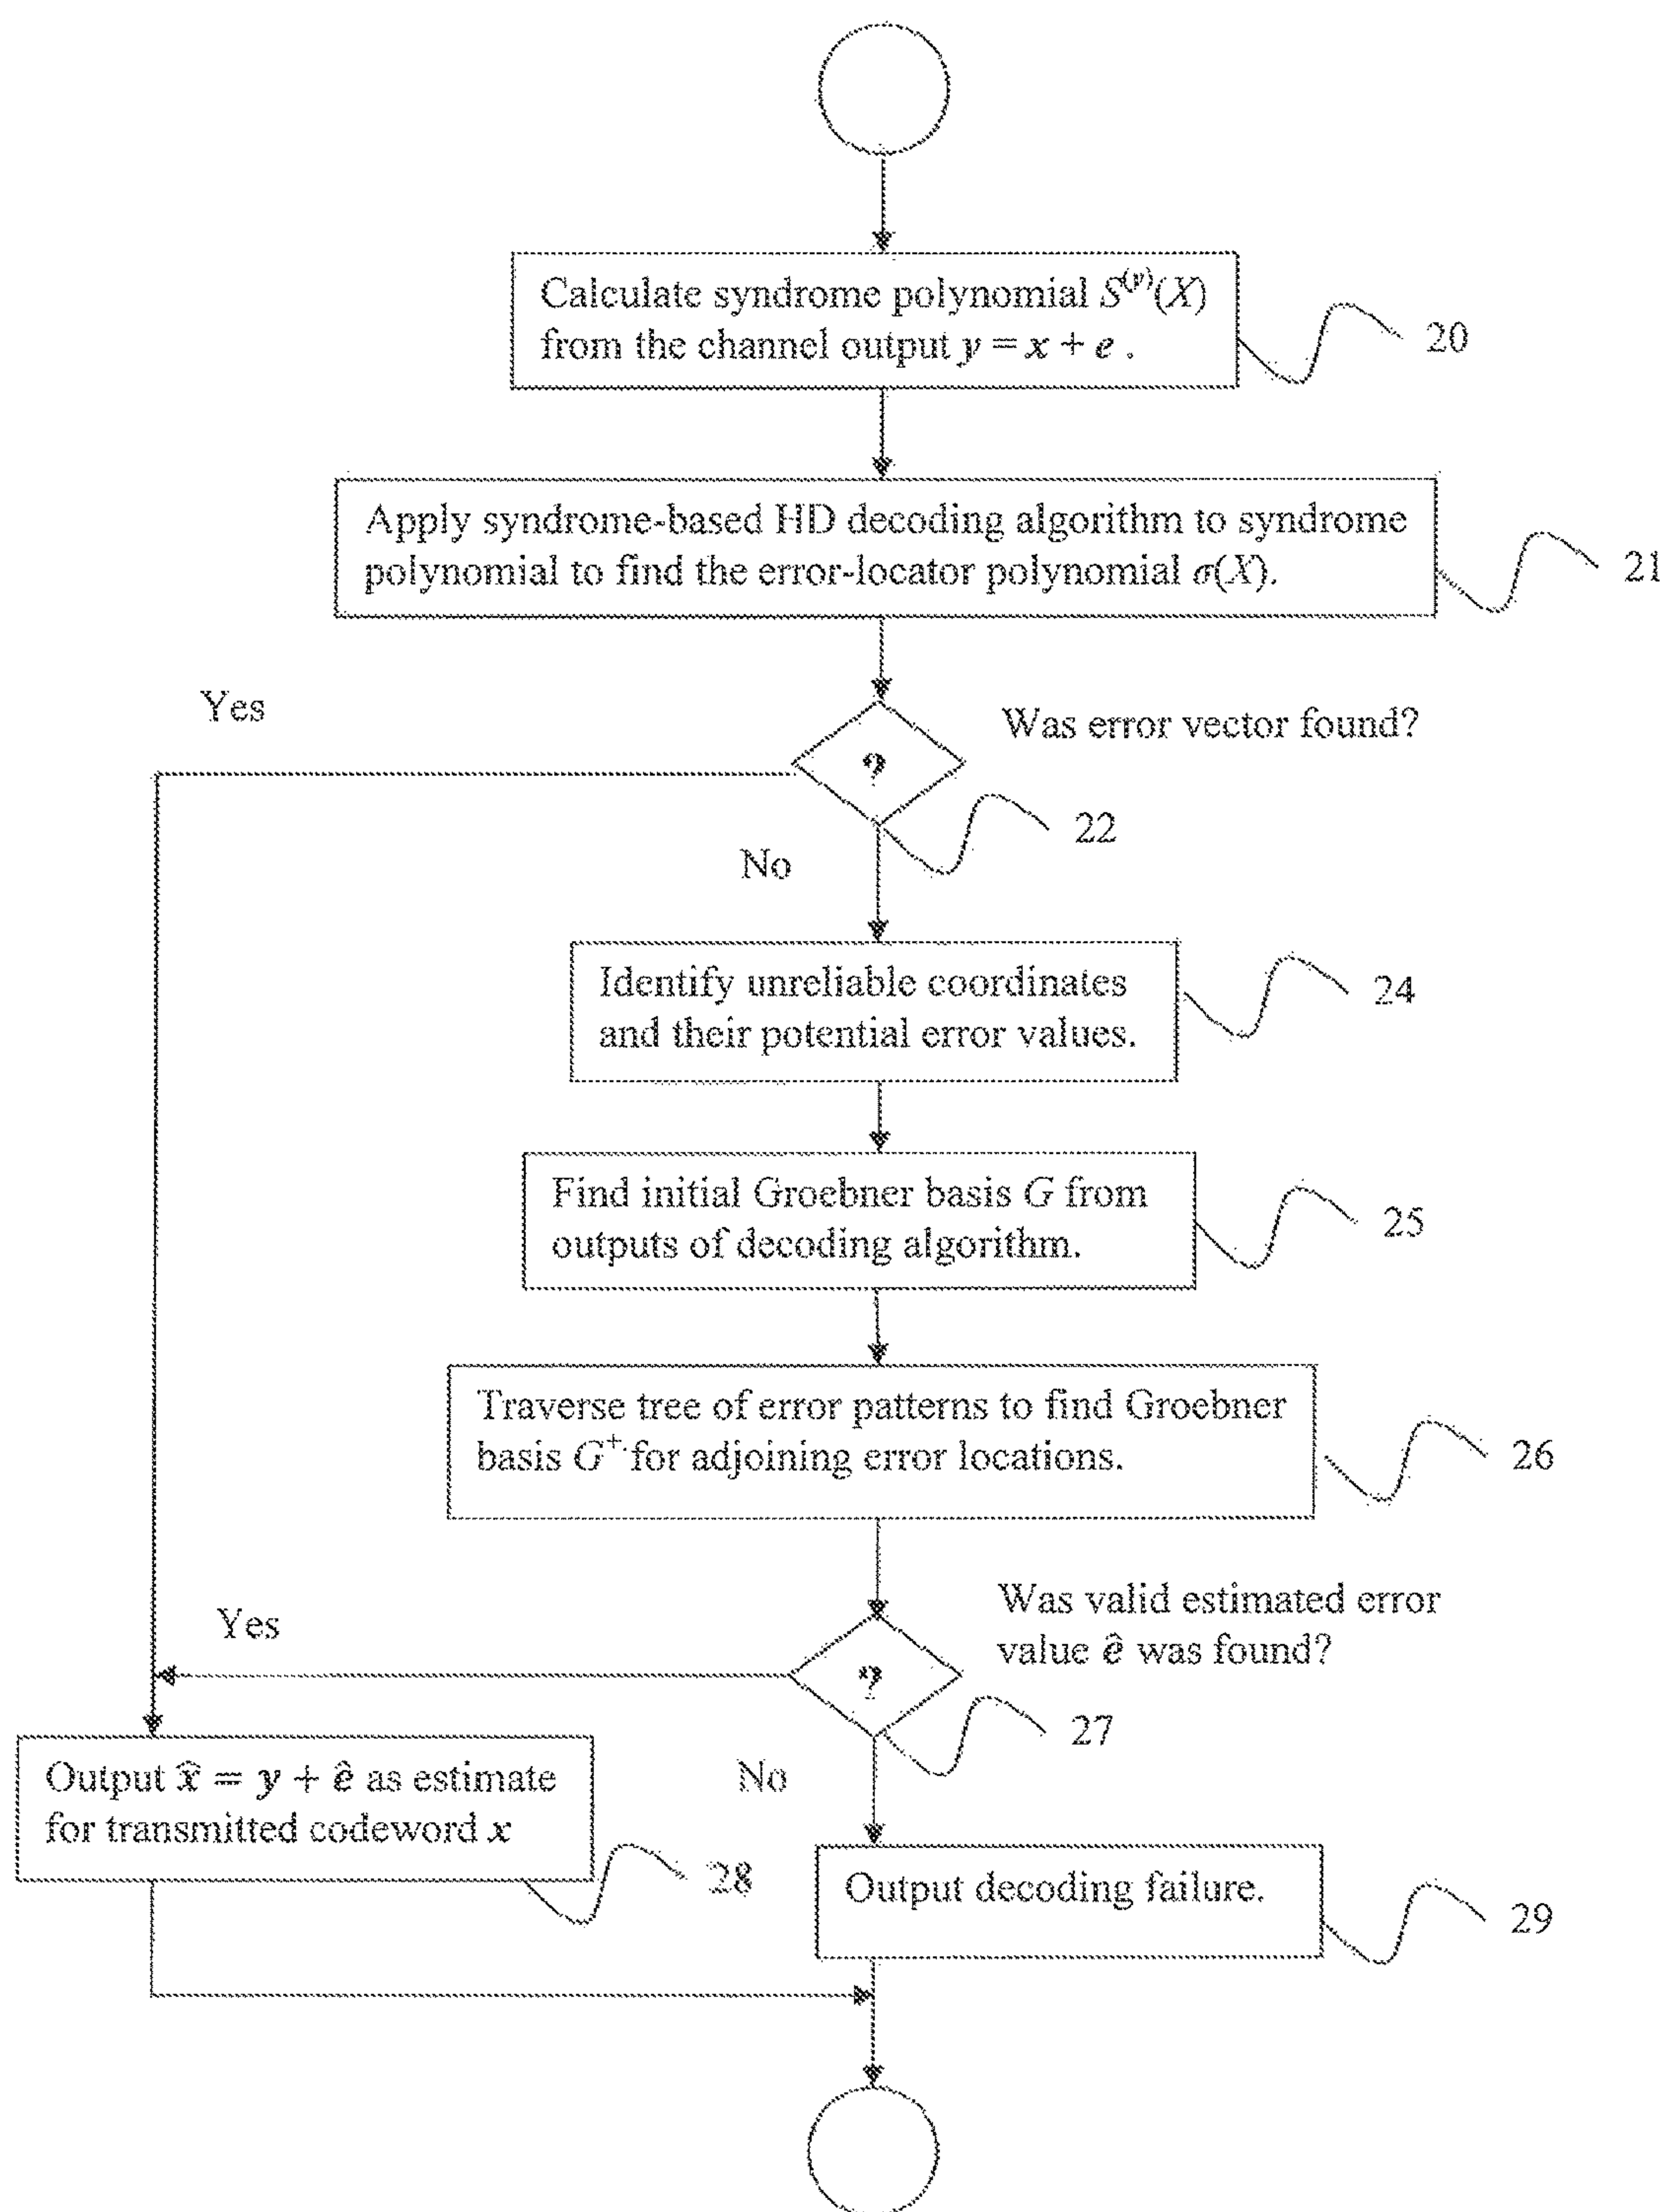 Calculate syndrome polynomial S⁽ʸ⁾(X)
from the channel output y = x + e .
20
Apply syndrome-based HD decoding algorithm to syndrome
polynomial to find the error-locator polynomial σ(X).
21
Yes
Was error vector found?
?
22
No
Identify unreliable coordinates
and their potential error values.
24
Find initial Groebner basis G from
outputs of decoding algorithm.
25
Traverse tree of error patterns to find Groebner
basis G⁺ for adjoining error locations.
26
Yes
Was valid estimated error
value ê was found?
?
27
No
Output x̂ = y + ê as estimate
for transmitted codeword x
28
Output decoding failure.
29